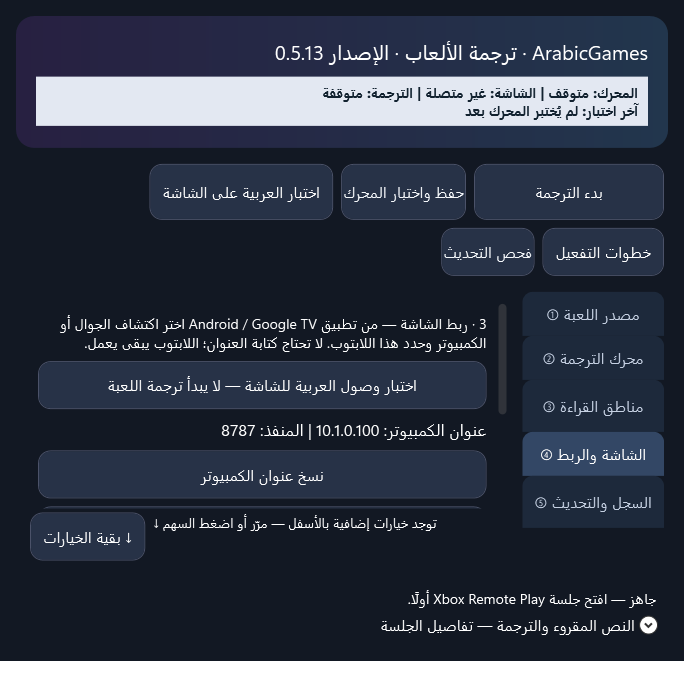 ArabicGames · ترجمة الألعاب · الإصدار 0.5.13
المحرك: متوقف | الشاشة: غير متصلة | الترجمة: متوقفة
آخر اختبار: لم يُختبر المحرك بعد
بدء الترجمة
حفظ واختبار المحرك
اختبار العربية على الشاشة
خطوات التفعيل
فحص التحديث
مصدر اللعبة ①
محرك الترجمة ②
مناطق القراءة ③
الشاشة والربط ④
السجل والتحديث ⑤
3 · ربط الشاشة — من تطبيق Android / Google TV اختر اكتشاف الجوال أو
الكمبيوتر وحدد هذا اللابتوب. لا تحتاج كتابة العنوان؛ اللابتوب يبقى يعمل.
اختبار وصول العربية للشاشة — لا يبدأ ترجمة اللعبة
عنوان الكمبيوتر: 10.1.0.100 | المنفذ: 8787
نسخ عنوان الكمبيوتر
توجد خيارات إضافية بالأسفل — مرّر أو اضغط السهم ↓
↓ بقية الخيارات
جاهز — افتح جلسة Xbox Remote Play أولًا.
النص المقروء والترجمة — تفاصيل الجلسة